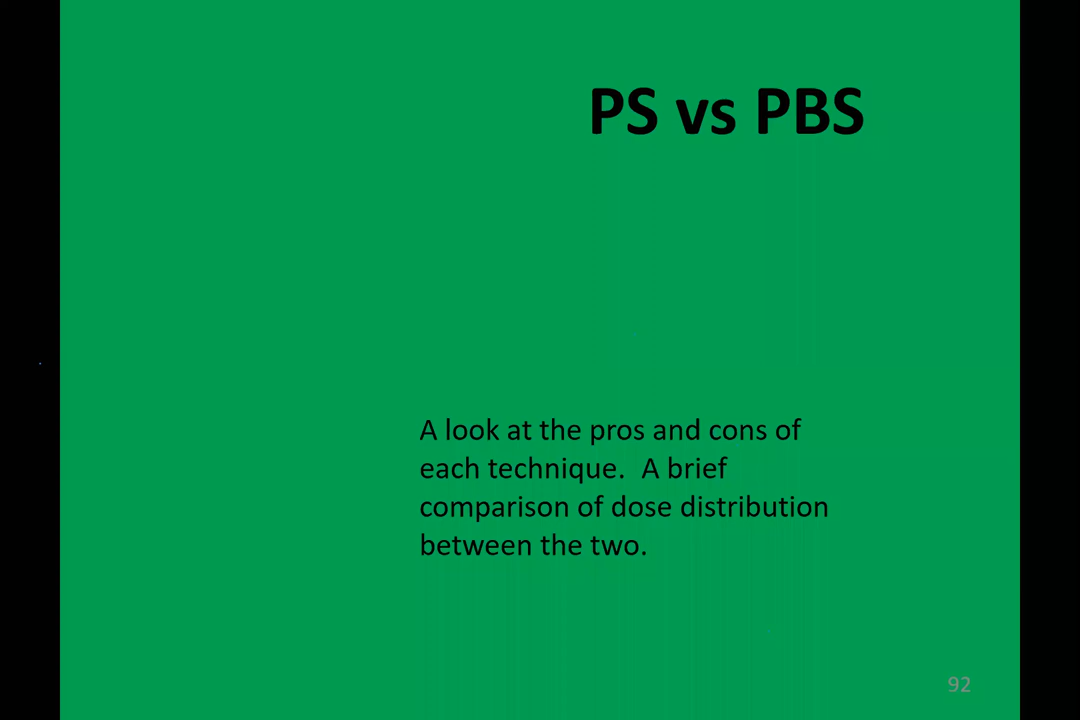 PS vs PBS
A look at the pros and cons of
each technique.  A brief
comparison of dose distribution
between the two.
92